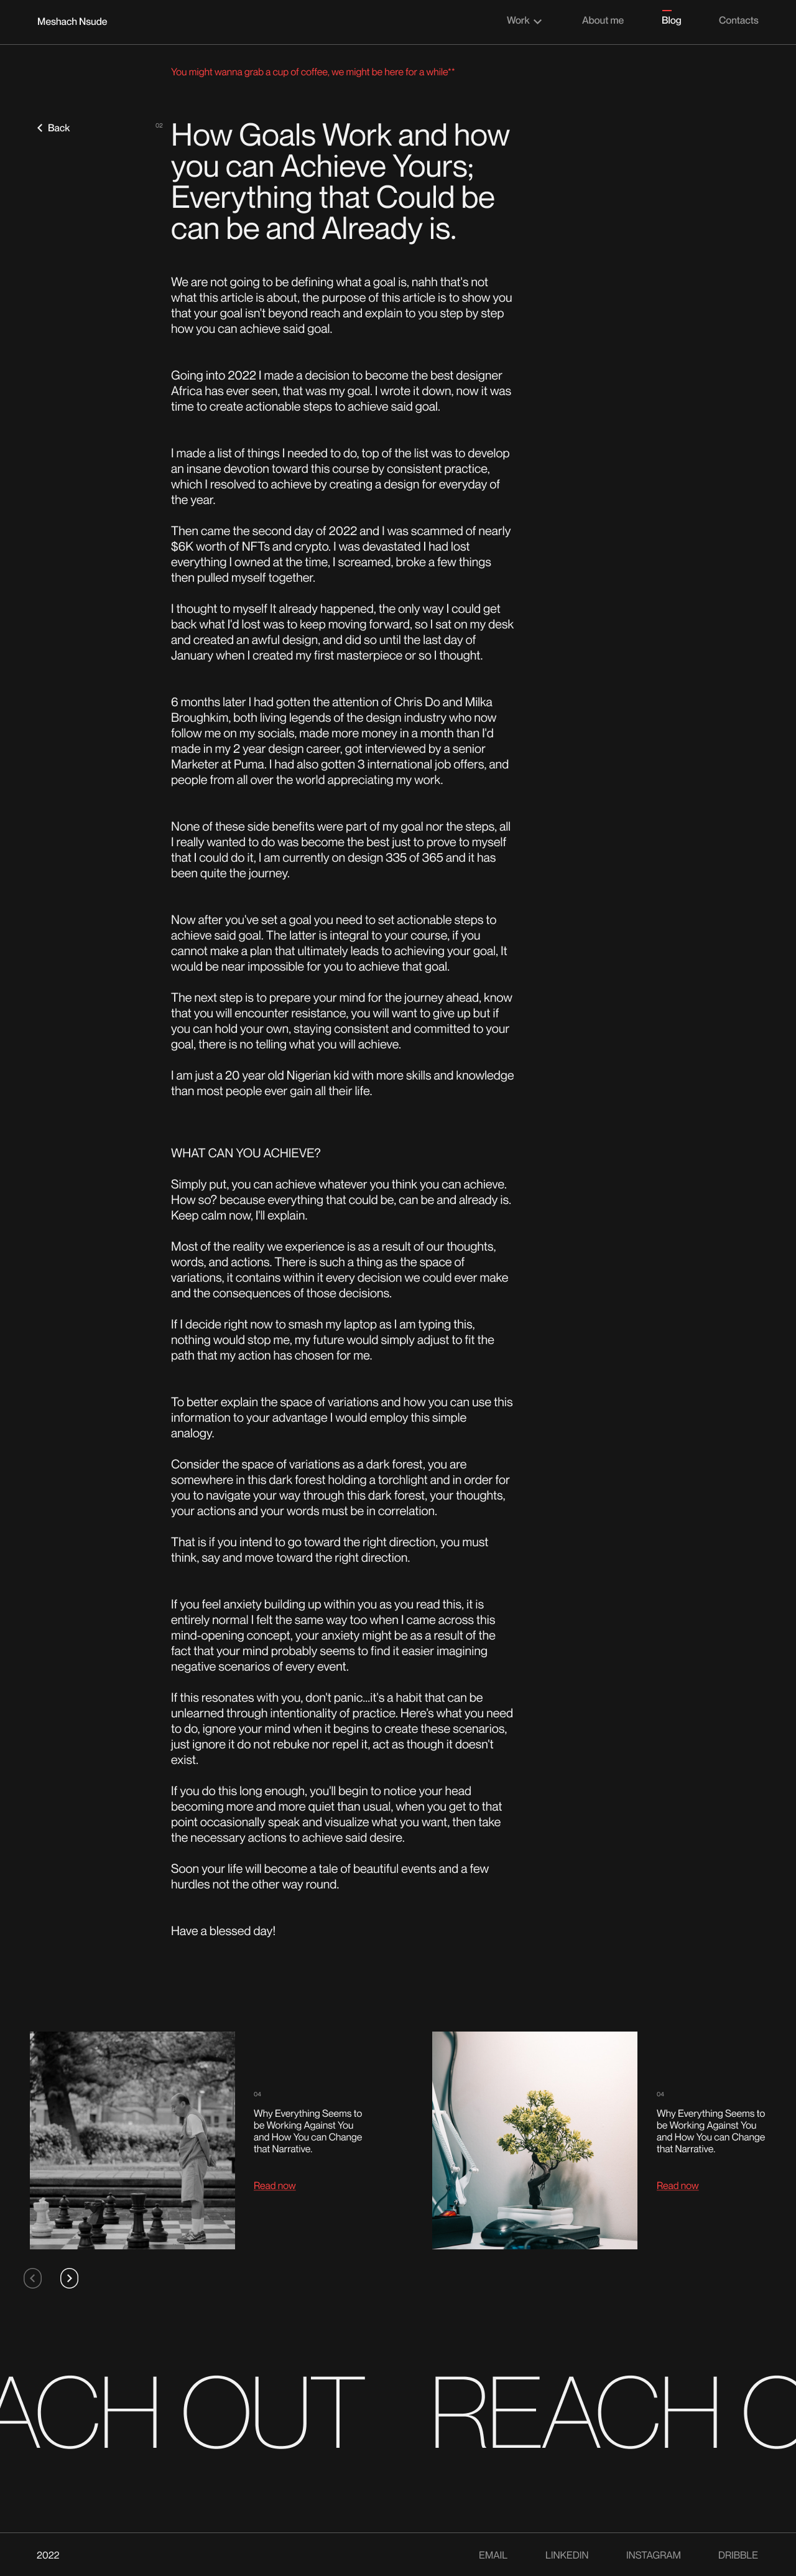 Meshach Nsude
Work
About me
Blog
Contacts
You might wanna grab a cup of coffee, we might be here for a while**
Back
02
How Goals Work and how
you can Achieve Yours;
Everything that Could be
can be and Already is.
We are not going to be defining what a goal is, nahh that's not
what this article is about, the purpose of this article is to show you
that your goal isn't beyond reach and explain to you step by step
how you can achieve said goal.
Going into 2022 I made a decision to become the best designer
Africa has ever seen, that was my goal. I wrote it down, now it was
time to create actionable steps to achieve said goal.
I made a list of things I needed to do, top of the list was to develop
an insane devotion toward this course by consistent practice,
which I resolved to achieve by creating a design for everyday of
the year.
Then came the second day of 2022 and I was scammed of nearly
$6K worth of NFTs and crypto. I was devastated I had lost
everything I owned at the time, I screamed, broke a few things
then pulled myself together.
I thought to myself It already happened, the only way I could get
back what I'd lost was to keep moving forward, so I sat on my desk
and created an awful design, and did so until the last day of
January when I created my first masterpiece or so I thought.
6 months later I had gotten the attention of Chris Do and Milka
Broughkim, both living legends of the design industry who now
follow me on my socials, made more money in a month than I'd
made in my 2 year design career, got interviewed by a senior
Marketer at Puma. I had also gotten 3 international job offers, and
people from all over the world appreciating my work.
None of these side benefits were part of my goal nor the steps, all
I really wanted to do was become the best just to prove to myself
that I could do it, I am currently on design 335 of 365 and it has
been quite the journey.
Now after you've set a goal you need to set actionable steps to
achieve said goal. The latter is integral to your course, if you
cannot make a plan that ultimately leads to achieving your goal, It
would be near impossible for you to achieve that goal.
The next step is to prepare your mind for the journey ahead, know
that you will encounter resistance, you will want to give up but if
you can hold your own, staying consistent and committed to your
goal, there is no telling what you will achieve.
I am just a 20 year old Nigerian kid with more skills and knowledge
than most people ever gain all their life.
WHAT CAN YOU ACHIEVE?
Simply put, you can achieve whatever you think you can achieve.
How so? because everything that could be, can be and already is.
Keep calm now, I'll explain.
Most of the reality we experience is as a result of our thoughts,
words, and actions. There is such a thing as the space of
variations, it contains within it every decision we could ever make
and the consequences of those decisions.
If I decide right now to smash my laptop as I am typing this,
nothing would stop me, my future would simply adjust to fit the
path that my action has chosen for me.
To better explain the space of variations and how you can use this
information to your advantage I would employ this simple
analogy.
Consider the space of variations as a dark forest, you are
somewhere in this dark forest holding a torchlight and in order for
you to navigate your way through this dark forest, your thoughts,
your actions and your words must be in correlation.
That is if you intend to go toward the right direction, you must
think, say and move toward the right direction.
If you feel anxiety building up within you as you read this, it is
entirely normal I felt the same way too when I came across this
mind-opening concept, your anxiety might be as a result of the
fact that your mind probably seems to find it easier imagining
negative scenarios of every event.
If this resonates with you, don't panic...it's a habit that can be
unlearned through intentionality of practice. Here's what you need
to do, ignore your mind when it begins to create these scenarios,
just ignore it do not rebuke nor repel it, act as though it doesn't
exist.
If you do this long enough, you'll begin to notice your head
becoming more and more quiet than usual, when you get to that
point occasionally speak and visualize what you want, then take
the necessary actions to achieve said desire.
Soon your life will become a tale of beautiful events and a few
hurdles not the other way round.
Have a blessed day!
04
Why Everything Seems to
be Working Against You
and How You can Change
that Narrative.
Read now
04
Why Everything Seems to
be Working Against You
and How You can Change
that Narrative.
Read now
ACH OUT REACH O
2022
EMAIL
LINKEDIN
INSTAGRAM
DRIBBLE